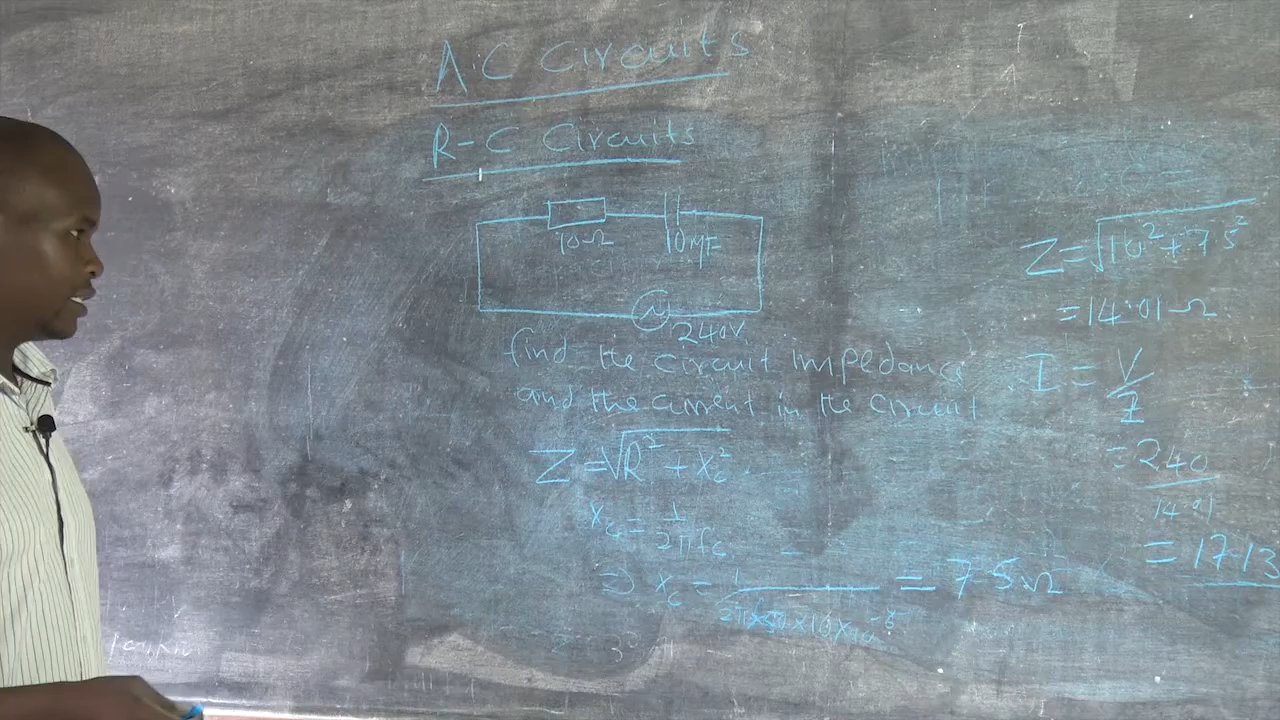 A.C Circuits
R-C Circuits
10Ω
10μF
240V
find the circuit impedance
and the current in the circuit
Z = √R² + Xc²
Xc = 1/2πfc
⇒ Xc = 1/2π×50×10×10⁻⁶ = 7.5Ω
Z = √10² + 7.5²
= 14.01Ω
I = V/Z
= 240/14.01
= 17.13